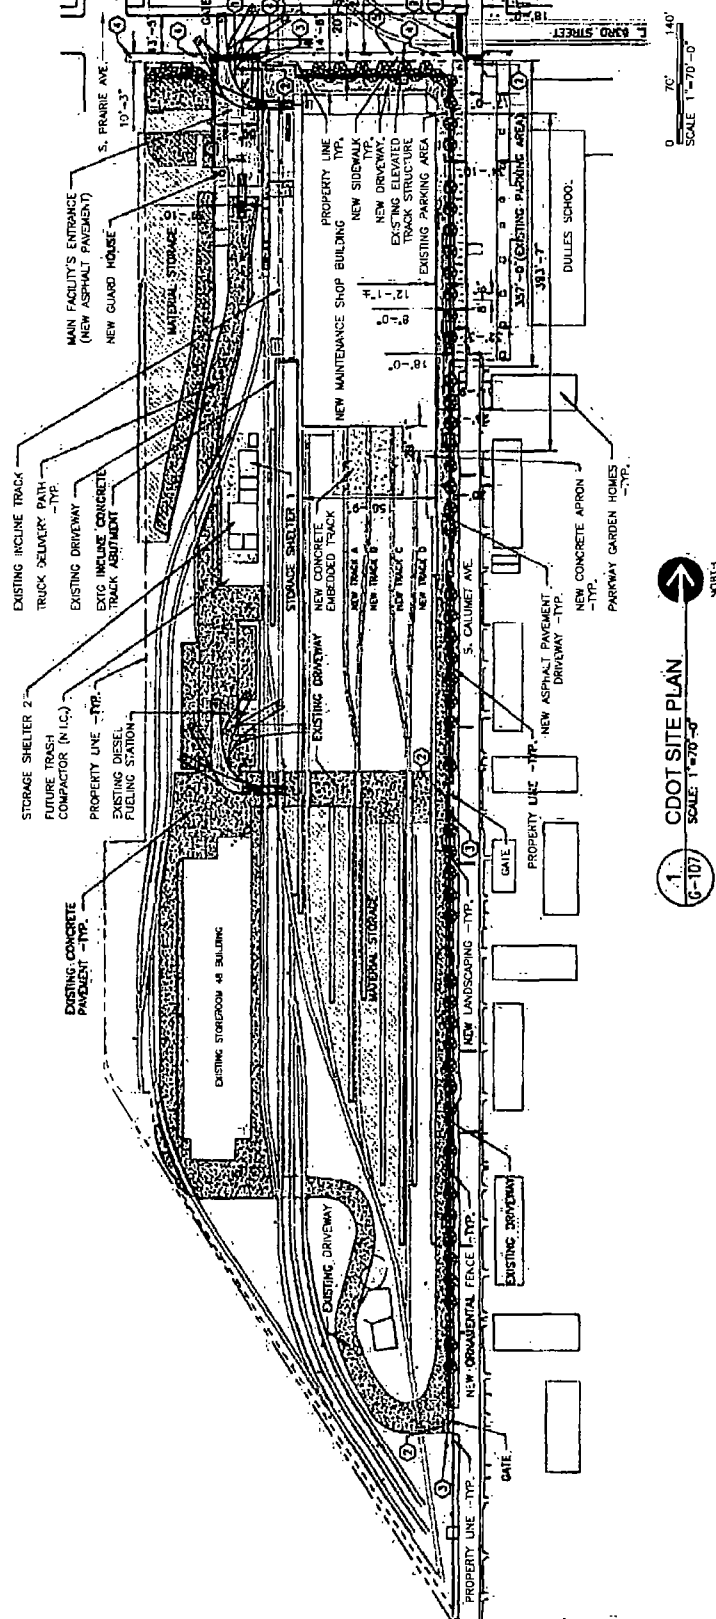 E. 63RD STREET
18'-0"
S. PRAIRIE AVE.
10'-3"
MAIN FACILITY'S ENTRANCE
(NEW ASPHALT PAVEMENT)
NEW GUARD HOUSE
MATERIAL STORAGE
PROPERTY LINE
TYP.
NEW SIDEWALK
TYP.
NEW DRIVEWAY
EXISTING ELEVATED
TRACK STRUCTURE
EXISTING PARKING AREA
NEW MAINTENANCE SHOP BUILDING
12'-1"±
8'-0"
18'-0"
337'-0" (EXISTING PARKING AREA)
393'-7"
DULLES SCHOOL
0 70' 140'
SCALE 1"=70'-0"
EXISTING INCLINE TRACK
TRUCK DELIVERY PATH
-TYP.
EXISTING DRIVEWAY
EXTG INCLINE CONCRETE
TRACK ABUTMENT
STORAGE SHELTER 1
NEW CONCRETE
EMBEDDED TRACK
NEW TRACK A
NEW TRACK B
NEW TRACK C
NEW TRACK D
S. CALUMET AVE.
NEW ASPHALT PAVEMENT
DRIVEWAY -TYP.
NEW CONCRETE APRON
-TYP.
PARKWAY GARDEN HOMES
-TYP.
STORAGE SHELTER 2
FUTURE TRASH
COMPACTOR (N.I.C.)
PROPERTY LINE -TYP.
EXISTING DIESEL
FUELING STATION
EXISTING DRIVEWAY
PROPERTY LINE -TYP.
GATE
EXISTING CONCRETE
PAVEMENT -TYP.
EXISTING STOREROOM 48 BUILDING
MATERIAL STORAGE
NEW LANDSCAPING -TYP.
EXISTING DRIVEWAY
NEW ORNAMENTAL FENCE -TYP.
EXISTING DRIVEWAY
GATE
PROPERTY LINE -TYP.
1
G-107
CDOT SITE PLAN
SCALE: 1"=70'-0"
NORTH